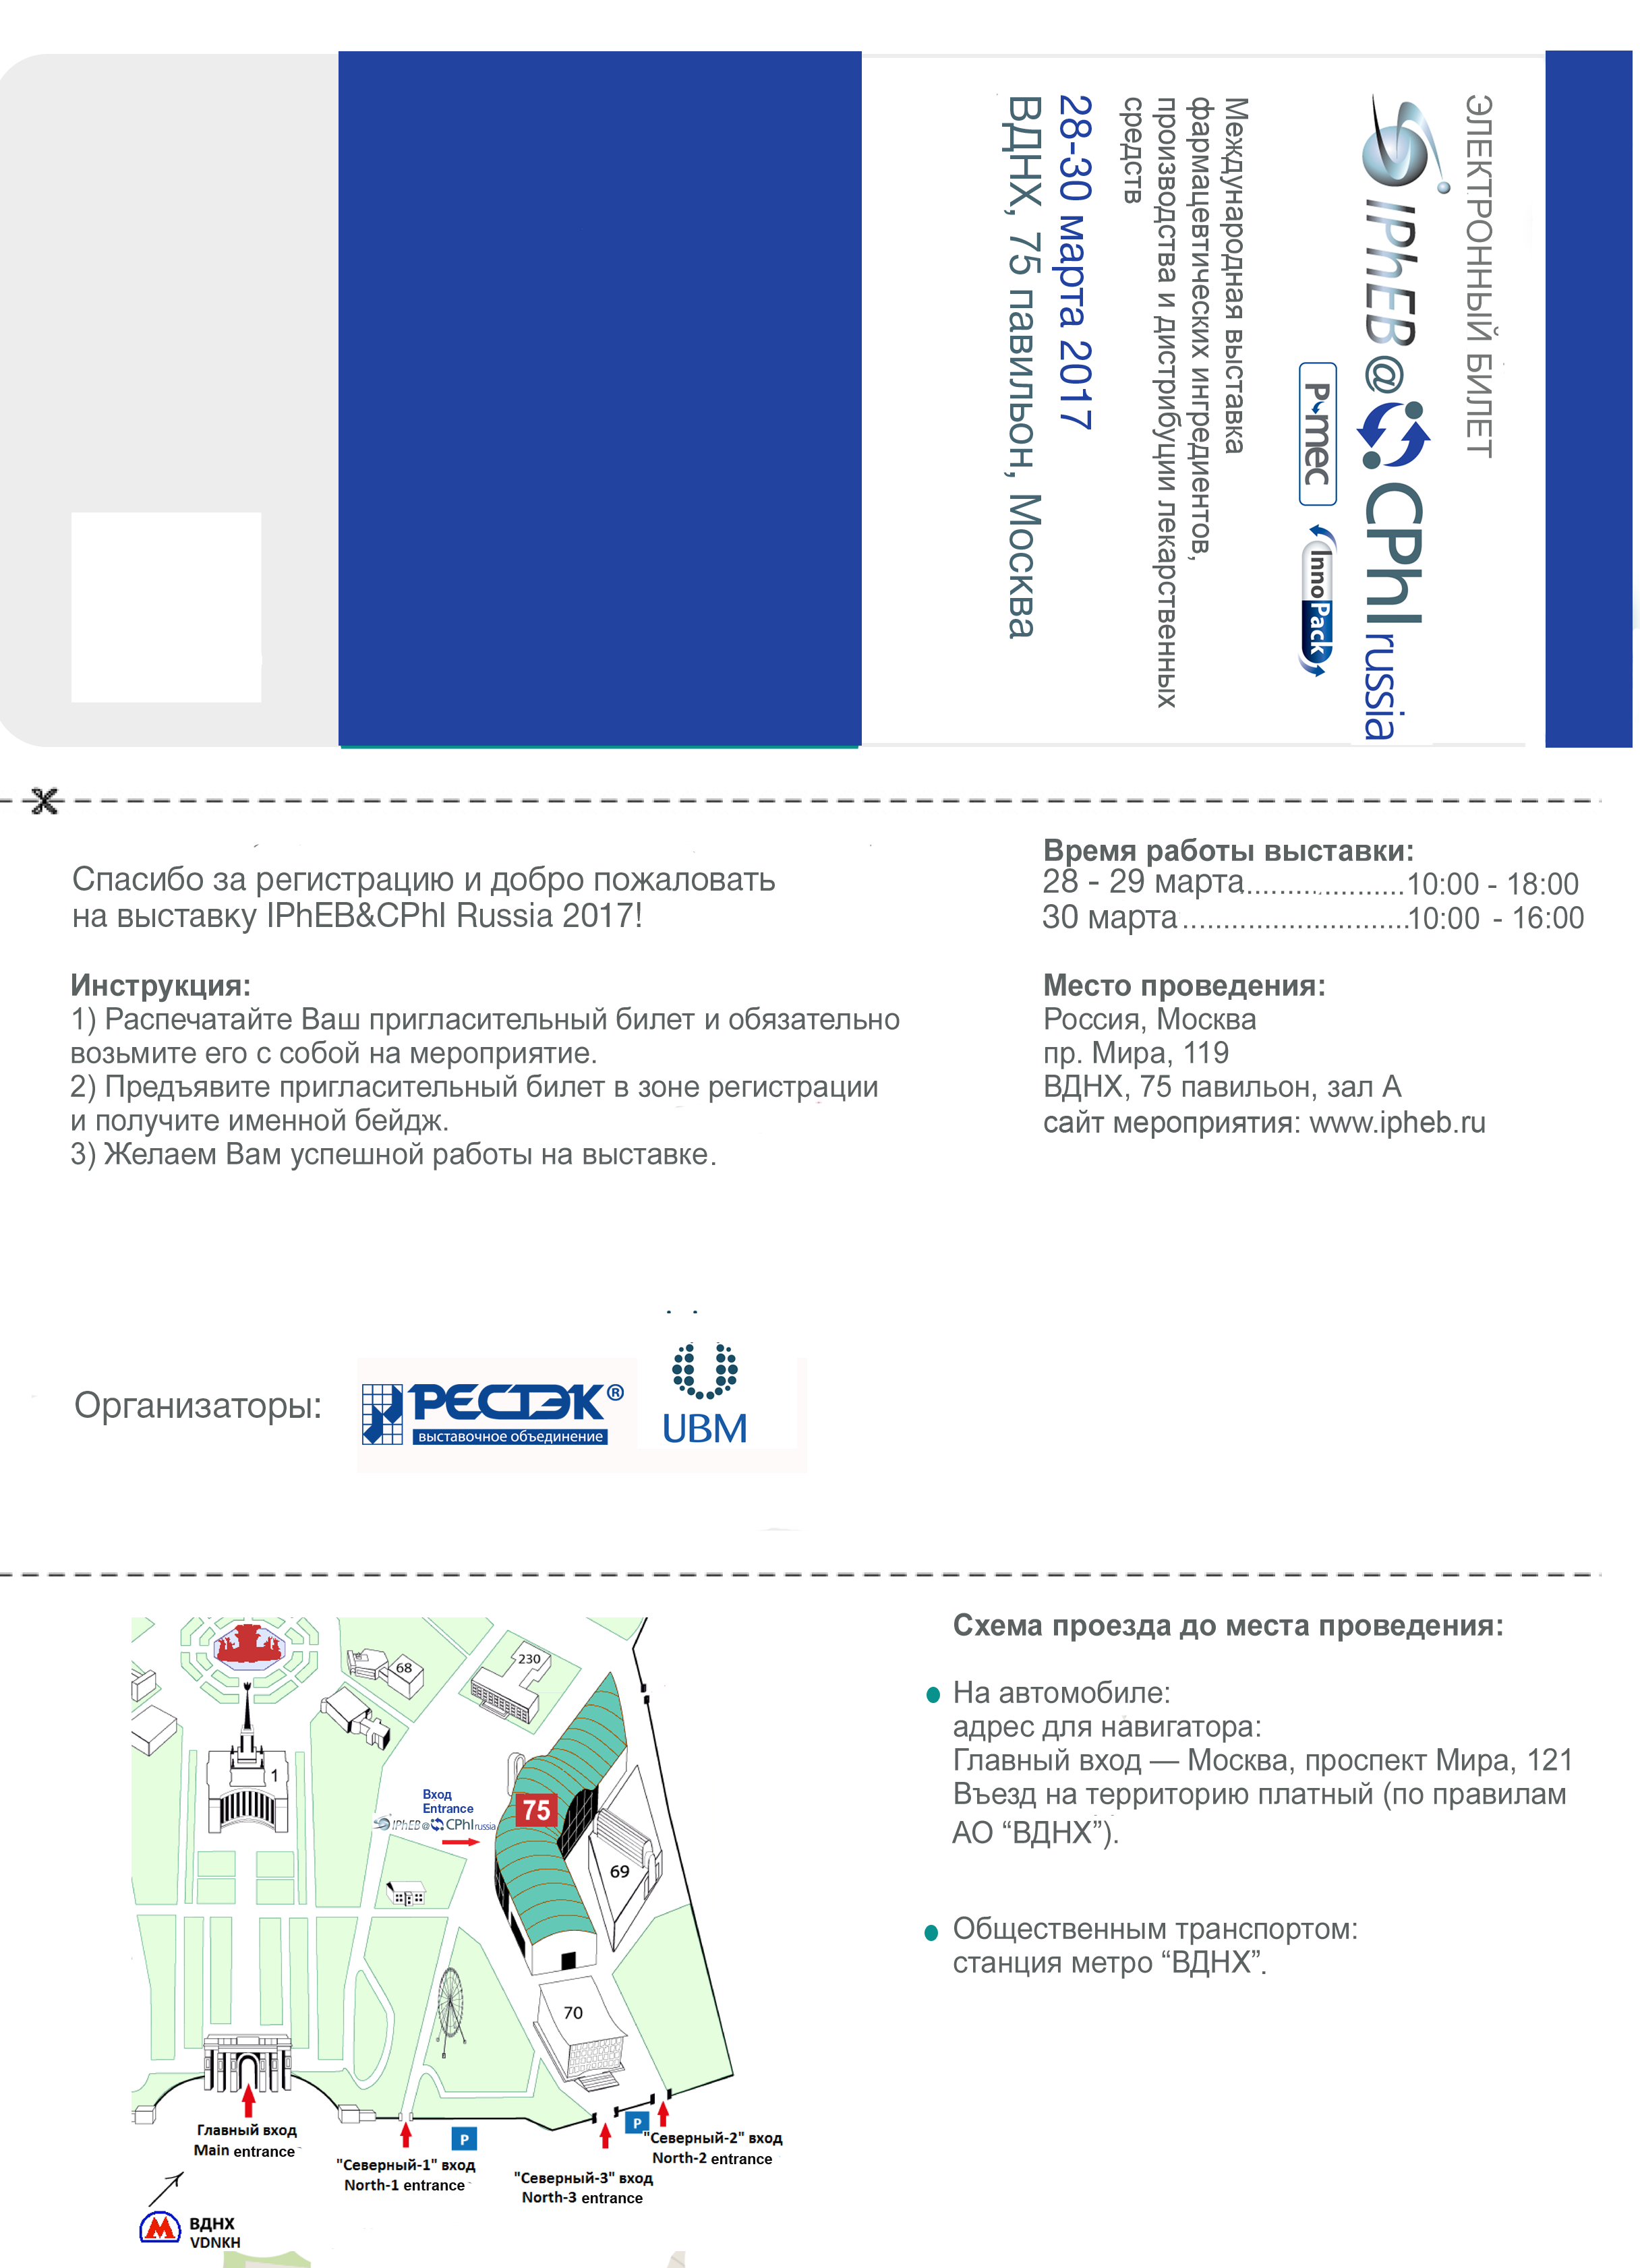 ЭЛЕКТРОННЫЙ БИЛЕТ
IPhEB@CPhI russia
P-mec
InnoPack
Международная выставка
фармацевтических ингредиентов,
производства и дистрибуции лекарственных
средств
28-30 марта 2017
ВДНХ, 75 павильон, Москва
Спасибо за регистрацию и добро пожаловать
на выставку IPhEB&CPhI Russia 2017!
Инструкция:
1) Распечатайте Ваш пригласительный билет и обязательно
возьмите его с собой на мероприятие.
2) Предъявите пригласительный билет в зоне регистрации
и получите именной бейдж.
3) Желаем Вам успешной работы на выставке.
Время работы выставки:
28 - 29 марта....................10:00 - 18:00
30 марта............................10:00 - 16:00
Место проведения:
Россия, Москва
пр. Мира, 119
ВДНХ, 75 павильон, зал А
сайт мероприятия: www.ipheb.ru
Организаторы:
РЕСТЭК®
выставочное объединение
UBM
Схема проезда до места проведения:
На автомобиле:
адрес для навигатора:
Главный вход — Москва, проспект Мира, 121
Въезд на территорию платный (по правилам
АО “ВДНХ”).
Общественным транспортом:
станция метро “ВДНХ”.
68
230
1
Вход
Entrance
IPhEB@CPhI russia
75
69
70
Главный вход
Main entrance
P
"Северный-1" вход
North-1 entrance
P
"Северный-3" вход
North-3 entrance
"Северный-2" вход
North-2 entrance
М
ВДНХ
VDNKH